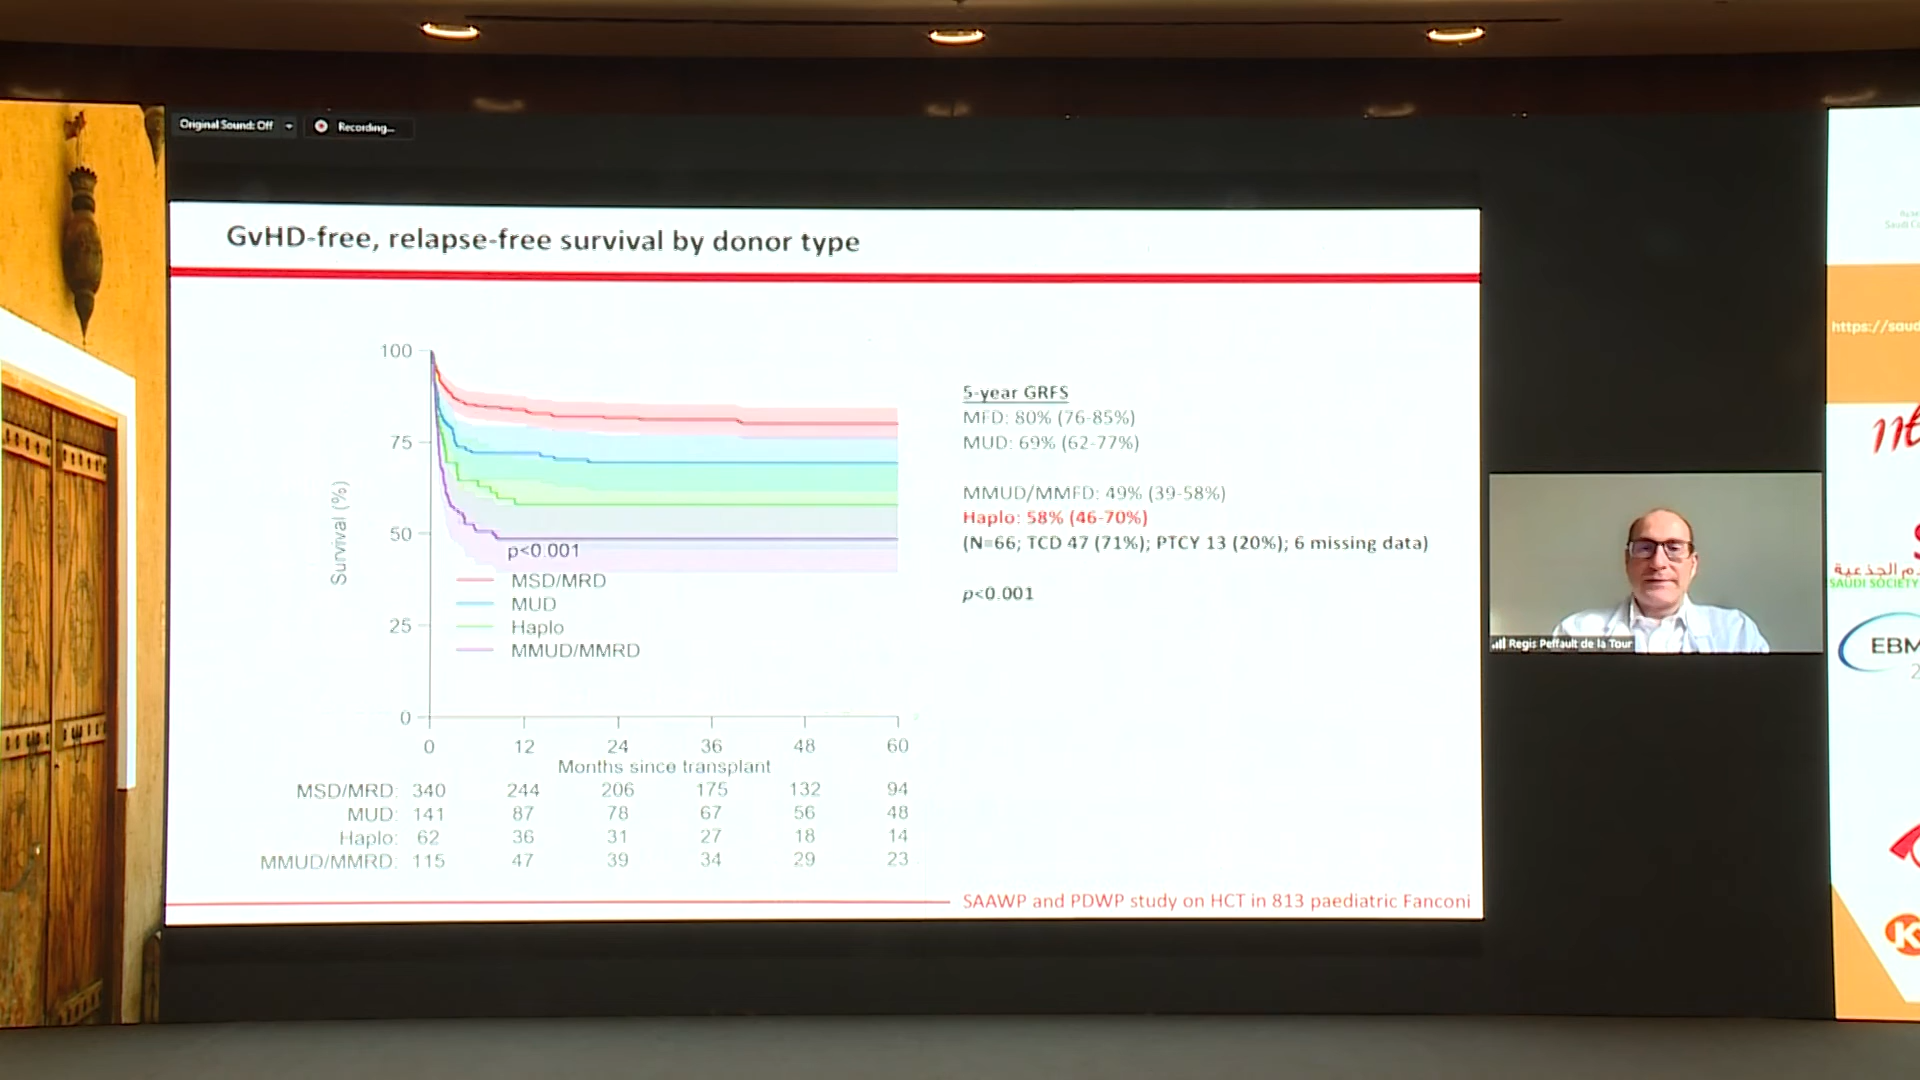 Original Sound: Off
Recording...
GvHD-free, relapse-free survival by donor type
100
75
50
25
0
Survival (%)
p<0.001
MSD/MRD
MUD
Haplo
MMUD/MMRD
0 12 24 36 48 60
Months since transplant
MSD/MRD: 340 244 206 175 132 94
MUD: 141 87 78 67 56 48
Haplo: 62 36 31 27 18 14
MMUD/MMRD: 115 47 39 34 29 23
5-year GRFS
MFD: 80% (76-85%)
MUD: 69% (62-77%)
MMUD/MMFD: 49% (39-58%)
Haplo: 58% (46-70%)
(N=66; TCD 47 (71%); PTCY 13 (20%); 6 missing data)
p<0.001
SAAWP and PDWP study on HCT in 813 paediatric Fanconi
Regis Peffault de la Tour
https://saud
SAUDI SOCIETY
EBM